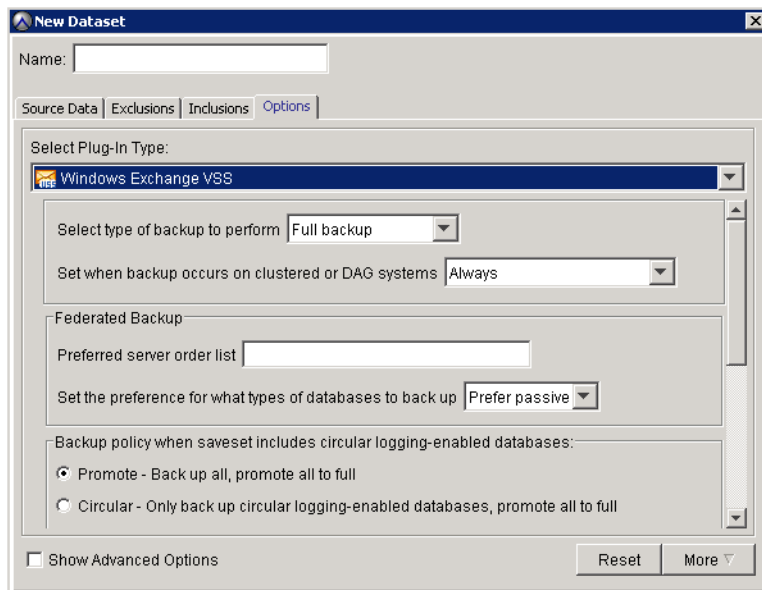 New Dataset
Name:
Source Data Exclusions Inclusions Options
Select Plug-In Type:
Windows Exchange VSS
Select type of backup to perform Full backup
Set when backup occurs on clustered or DAG systems Always
Federated Backup
Preferred server order list
Set the preference for what types of databases to back up Prefer passive
Backup policy when saveset includes circular logging-enabled databases:
Promote - Back up all, promote all to full
Circular - Only back up circular logging-enabled databases, promote all to full
Show Advanced Options Reset More